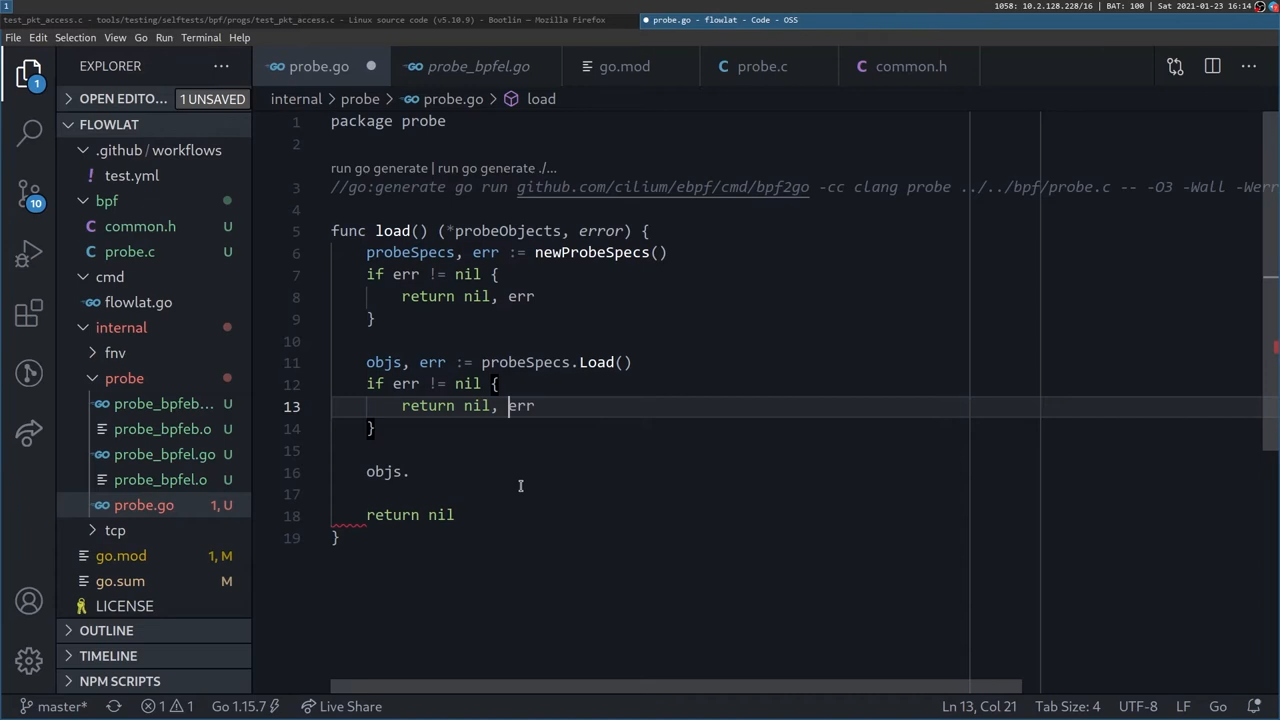 1
test_pkt_access.c - tools/testing/selftests/bpf/progs/test_pkt_access.c - Linux source code (v5.10.9) - Bootlin — Mozilla Firefox
probe.go - flowlat - Code - OSS
1058: 10.2.128.228/16 | BAT: 100 | Sat 2021-01-23 16:14
File Edit Selection View Go Run Terminal Help
EXPLORER ···
probe.go
probe_bpfel.go
go.mod
probe.c
common.h
OPEN EDITO... 1 UNSAVED
FLOWLAT
.github / workflows
test.yml
bpf
common.h U
probe.c U
cmd
flowlat.go
internal
fnv
probe
probe_bpfeb... U
probe_bpfeb.o U
probe_bpfel.go U
probe_bpfel.o U
probe.go 1, U
tcp
go.mod 1, M
go.sum M
LICENSE
OUTLINE
TIMELINE
NPM SCRIPTS
1
10
internal > probe > probe.go > load
1 package probe
2
run go generate | run go generate ./...
3 //go:generate go run github.com/cilium/ebpf/cmd/bpf2go -cc clang probe ../../bpf/probe.c -- -O3 -Wall -Werr
4
5 func load() (*probeObjects, error) {
6 probeSpecs, err := newProbeSpecs()
7 if err != nil {
8 return nil, err
9 }
10
11 objs, err := probeSpecs.Load()
12 if err != nil {
13 return nil, err
14 }
15
16 objs.
17
18 return nil
19 }
master* 1 1 Go 1.15.7 Live Share Ln 13, Col 21 Tab Size: 4 UTF-8 LF Go